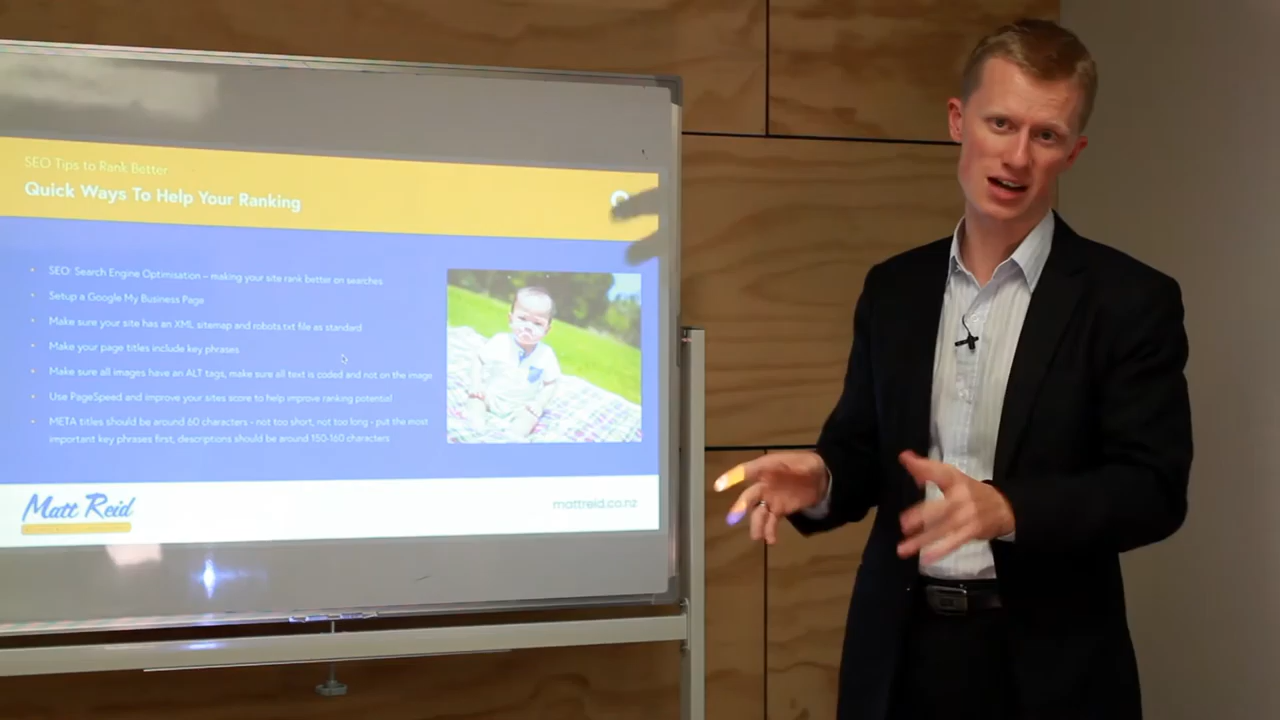 SEO Tips to Rank Better
Quick Ways To Help Your Ranking
SEO: Search Engine Optimisation – making your site rank better on searches
Setup a Google My Business Page
Make sure your site has an XML sitemap and robots.txt file as standard
Make your page titles include key phrases
Make sure all images have an ALT tags, make sure all text is coded and not on the image
Use PageSpeed and improve your sites score to help improve ranking potential
META titles should be around 60 characters - not too short, not too long - put the most
important key phrases first, descriptions should be around 150-160 characters
Matt Reid
mattreid.co.nz